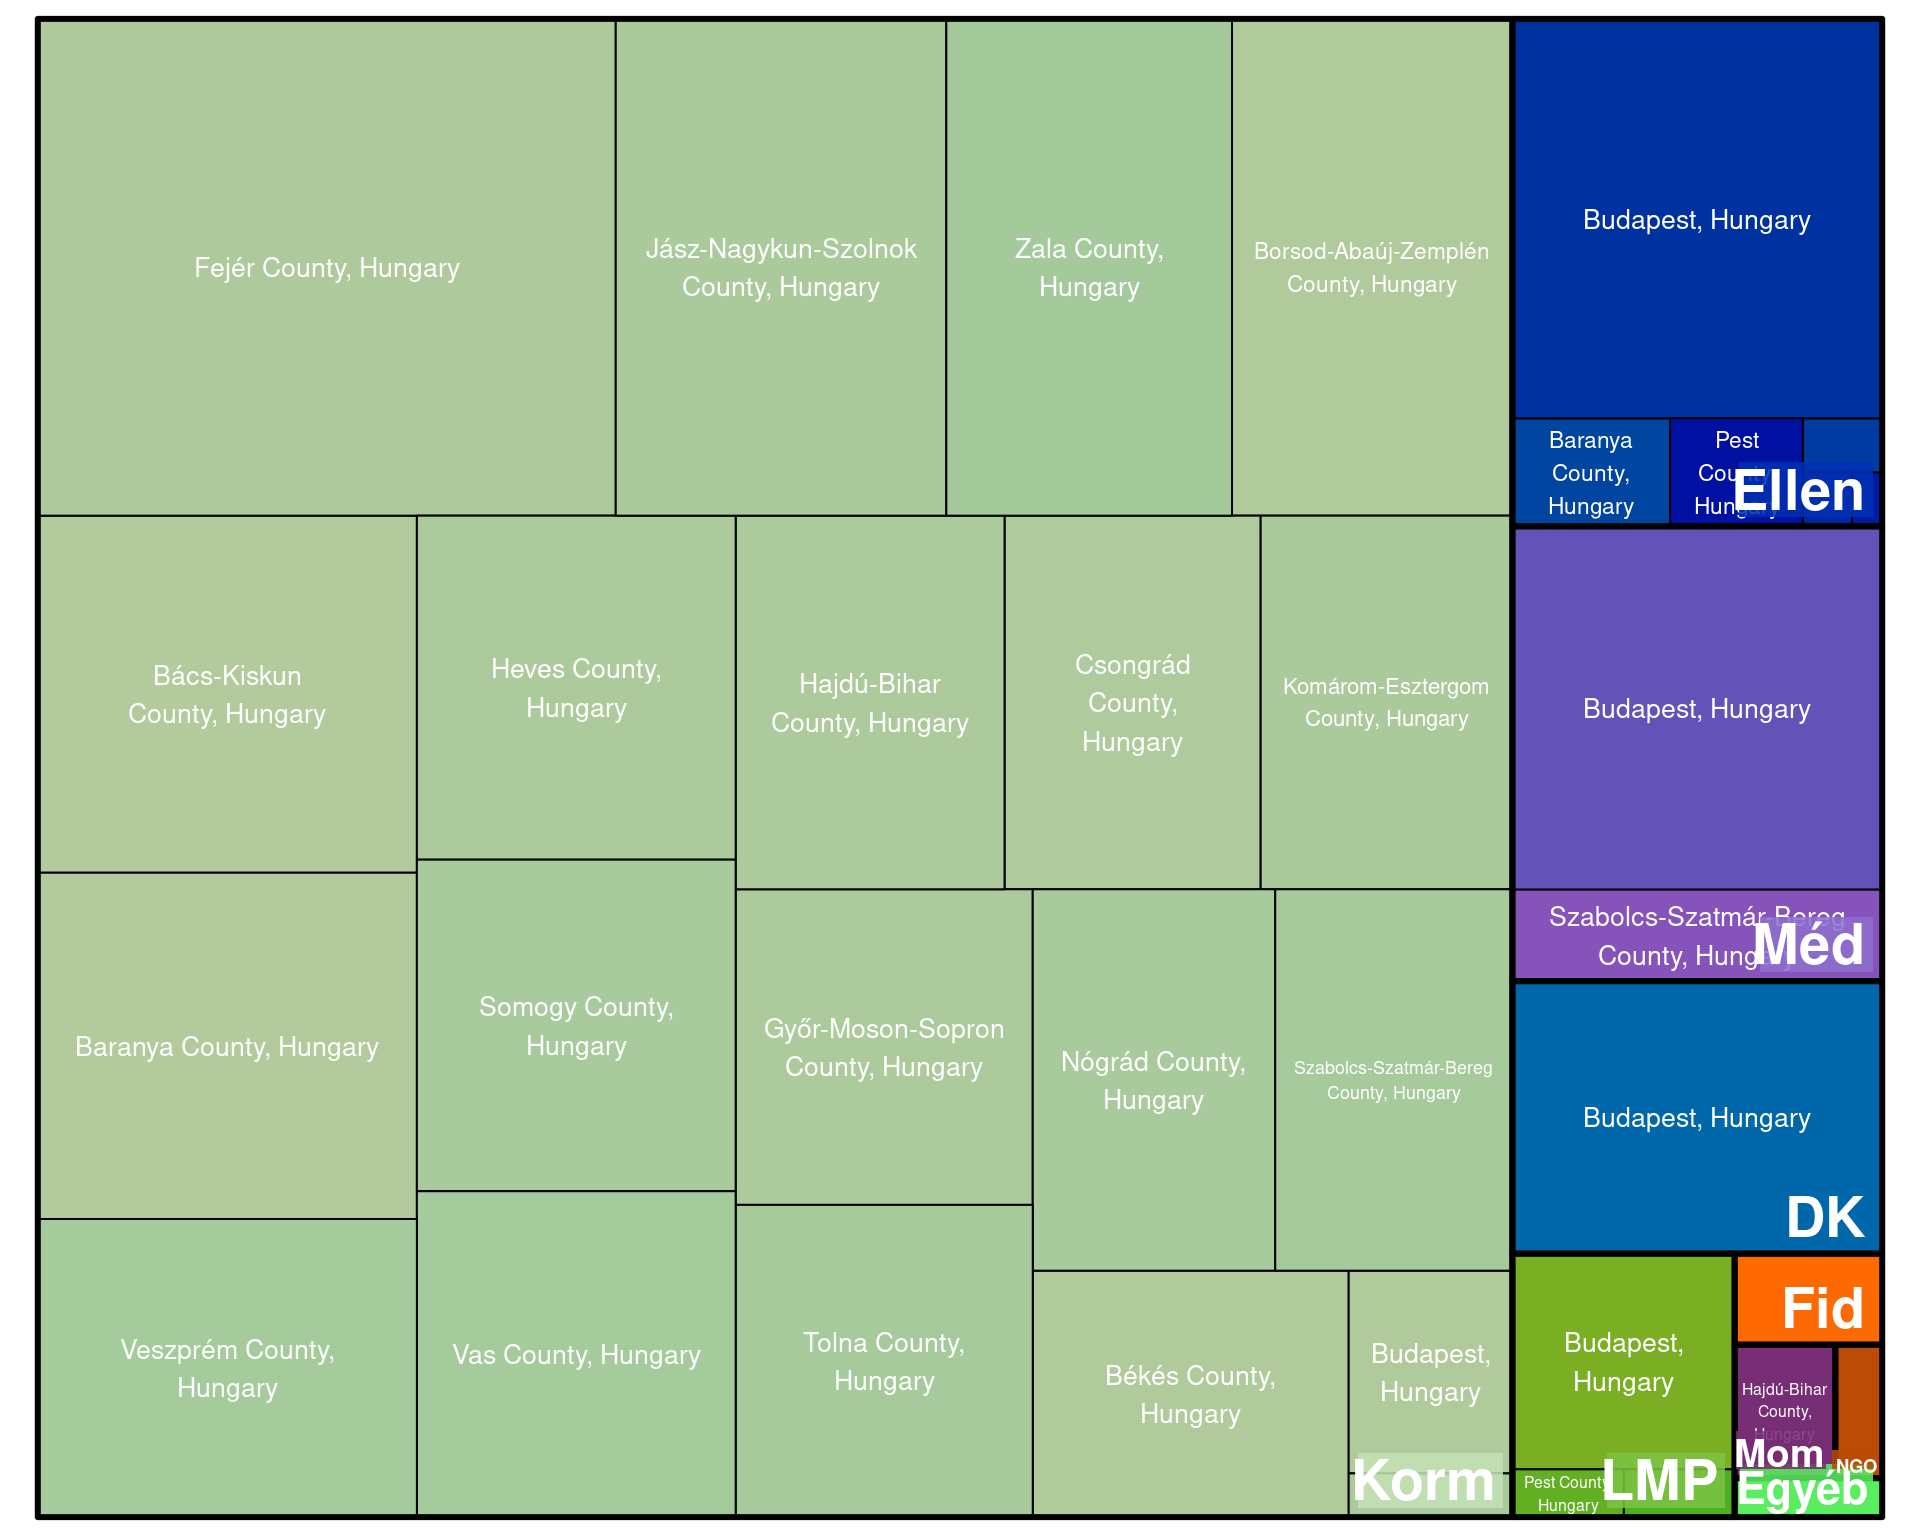 Fejér County, Hungary
Jász-Nagykun-Szolnok
County, Hungary
Zala County,
Hungary
Borsod-Abaúj-Zemplén
County, Hungary
Budapest, Hungary
Baranya
County,
Hungary
Pest
County,
Hungary
Ellen
Bács-Kiskun
County, Hungary
Heves County,
Hungary
Hajdú-Bihar
County, Hungary
Csongrád
County,
Hungary
Komárom-Esztergom
County, Hungary
Budapest, Hungary
Szabolcs-Szatmár-Bereg
County, Hungary
Méd
Baranya County, Hungary
Somogy County,
Hungary
Győr-Moson-Sopron
County, Hungary
Nógrád County,
Hungary
Szabolcs-Szatmár-Bereg
County, Hungary
Budapest, Hungary
DK
Veszprém County,
Hungary
Vas County, Hungary
Tolna County,
Hungary
Békés County,
Hungary
Budapest,
Hungary
Korm
Budapest,
Hungary
Pest County,
Hungary
LMP
Fid
Hajdú-Bihar
County,
Hungary
Mom
NGO
Egyéb